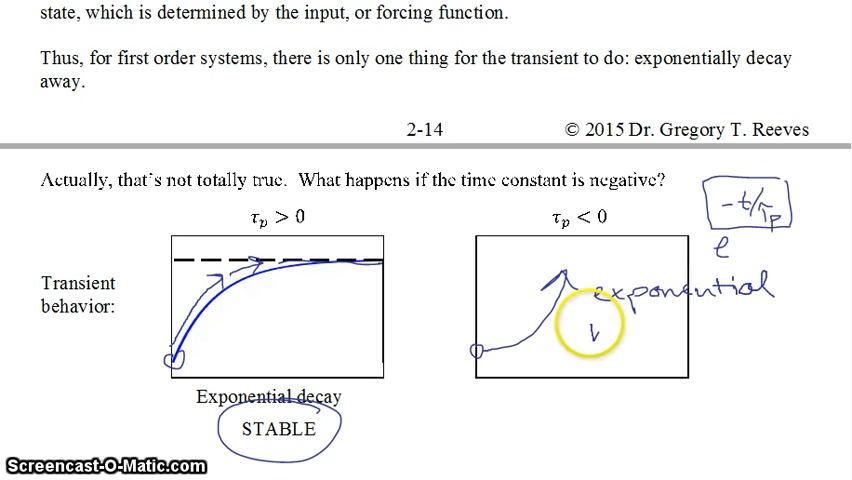 state, which is determined by the input, or forcing function.
Thus, for first order systems, there is only one thing for the transient to do: exponentially decay
away.
2-14 © 2015 Dr. Gregory T. Reeves
Actually, that's not totally true. What happens if the time constant is negative?
-t/τp
e
τp > 0 τp < 0
Transient
behavior:
exponential
Exponential decay
STABLE
Screencast-O-Matic.com